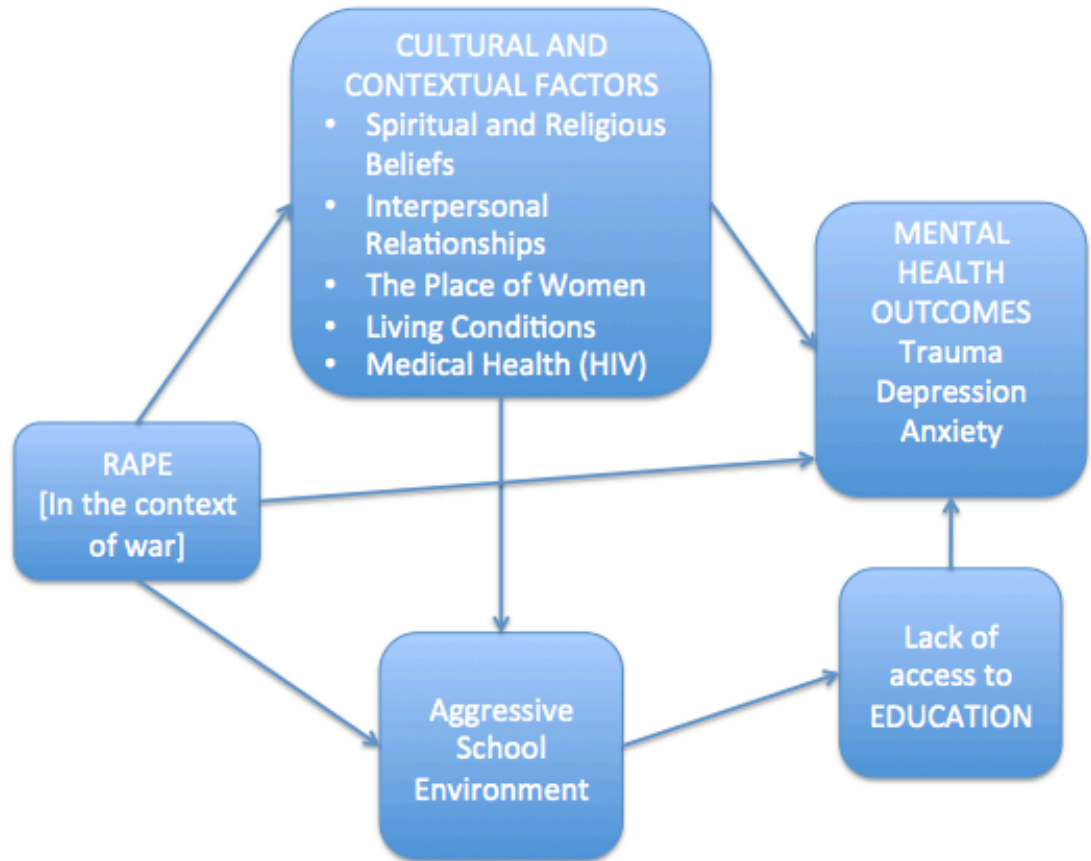 CULTURAL AND
CONTEXTUAL FACTORS
• Spiritual and Religious
Beliefs
• Interpersonal
Relationships
• The Place of Women
• Living Conditions
• Medical Health (HIV)
MENTAL
HEALTH
OUTCOMES
Trauma
Depression
Anxiety
RAPE
[In the context
of war]
Aggressive
School
Environment
Lack of
access to
EDUCATION